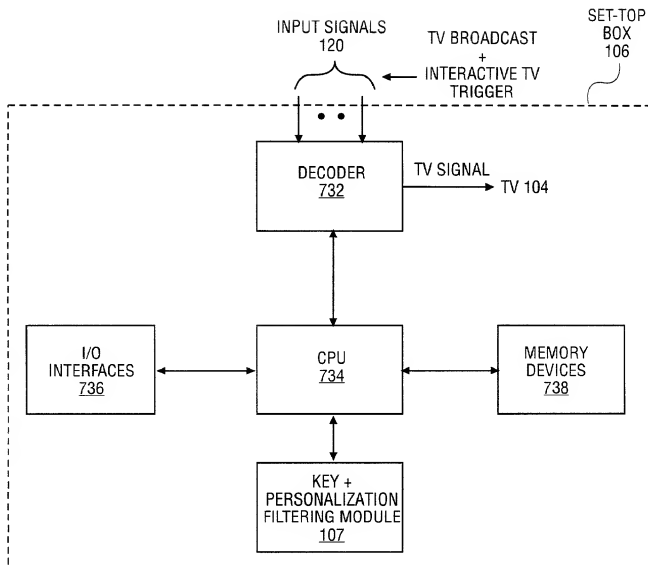 INPUT SIGNALS
120
TV BROADCAST
+
INTERACTIVE TV
TRIGGER
SET-TOP
BOX
106
DECODER
732
TV SIGNAL
TV 104
I/O
INTERFACES
736
CPU
734
MEMORY
DEVICES
738
KEY +
PERSONALIZATION
FILTERING MODULE
107